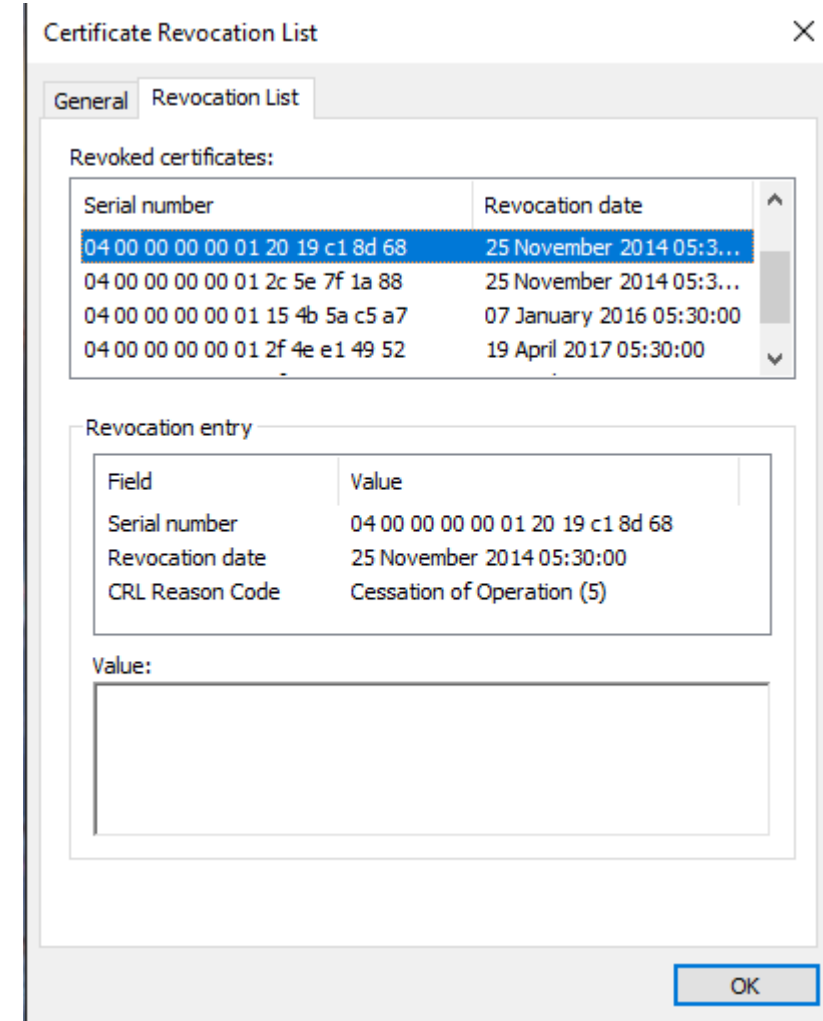 Certificate Revocation List
General Revocation List
Revoked certificates:
Serial number Revocation date
04 00 00 00 00 01 20 19 c1 8d 68 25 November 2014 05:3...
04 00 00 00 00 01 2c 5e 7f 1a 88 25 November 2014 05:3...
04 00 00 00 00 01 15 4b 5a c5 a7 07 January 2016 05:30:00
04 00 00 00 00 01 2f 4e e1 49 52 19 April 2017 05:30:00
Revocation entry
Field Value
Serial number 04 00 00 00 00 01 20 19 c1 8d 68
Revocation date 25 November 2014 05:30:00
CRL Reason Code Cessation of Operation (5)
Value:
OK